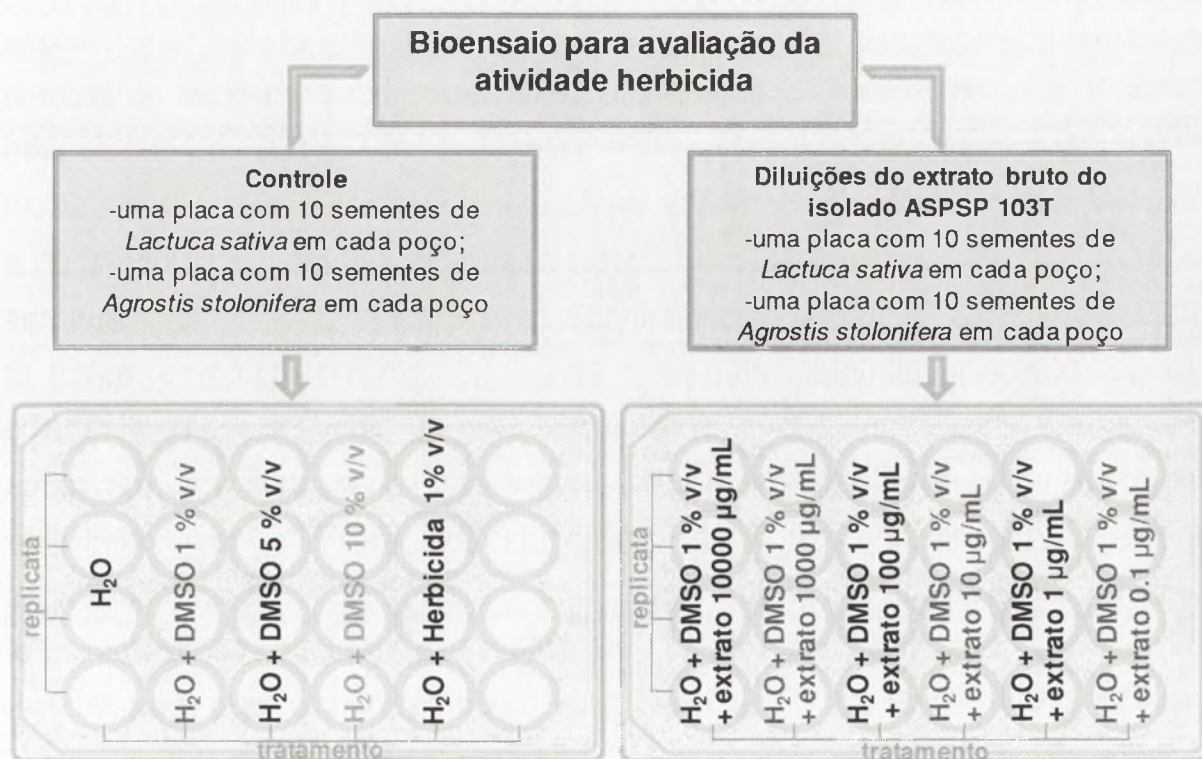 Bioensaio para avaliação da
atividade herbicida
Controle
-uma placa com 10 sementes de
Lactuca sativa em cada poço;
-uma placa com 10 sementes de
Agrostis stolonifera em cada poço
Diluições do extrato bruto do
isolado ASPSP 103T
-uma placa com 10 sementes de
Lactuca sativa em cada poço;
-uma placa com 10 sementes de
Agrostis stolonifera em cada poço
replicata
H₂O
H₂O + DMSO 1 % v/v
H₂O + DMSO 5 % v/v
H₂O + DMSO 10 % v/v
H₂O + Herbicida 1% v/v
tratamento
replicata
H₂O + DMSO 1 % v/v
+ extrato 10000 µg/mL
H₂O + DMSO 1 % v/v
+ extrato 1000 µg/mL
H₂O + DMSO 1 % v/v
+ extrato 100 µg/mL
H₂O + DMSO 1 % v/v
+ extrato 10 µg/mL
H₂O + DMSO 1 % v/v
+ extrato 1 µg/mL
H₂O + DMSO 1 % v/v
+ extrato 0.1 µg/mL
tratamento